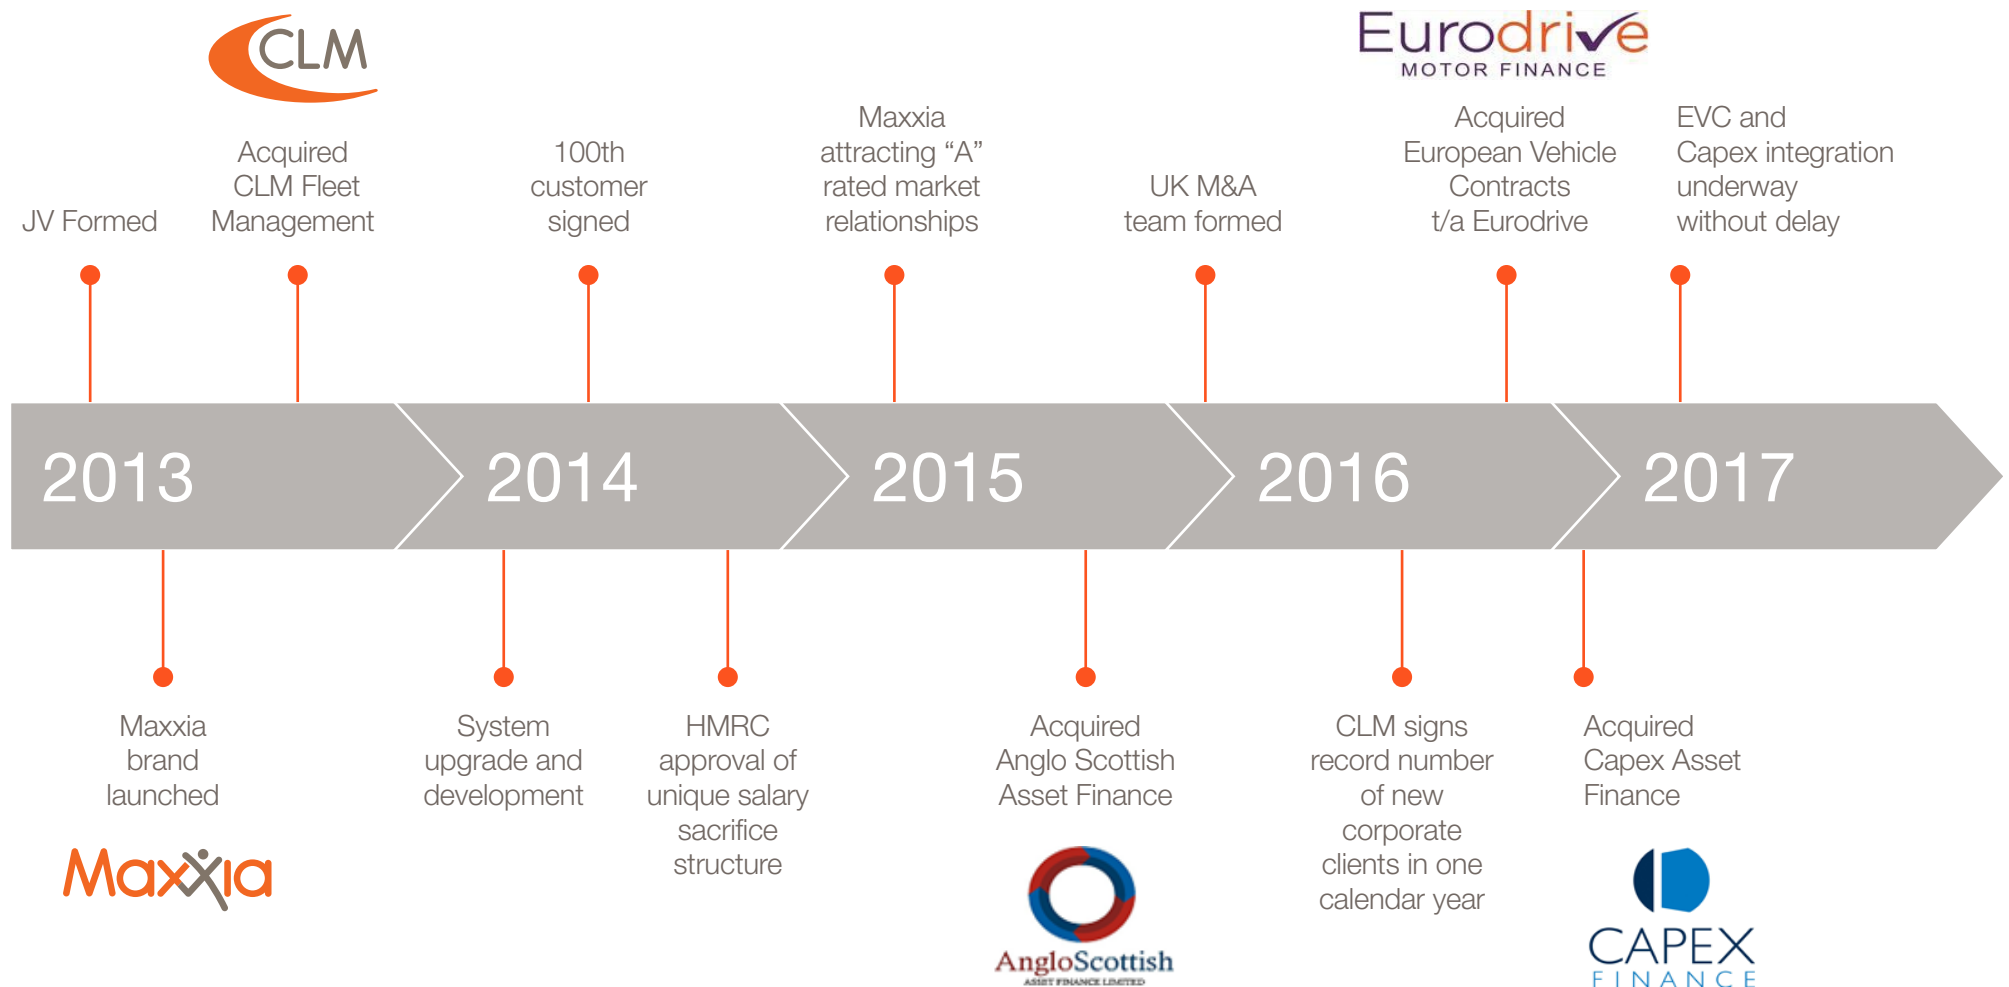 CLM
Eurodrive
MOTOR FINANCE
JV Formed
Acquired
CLM Fleet
Management
100th
customer
signed
Maxxia
attracting “A”
rated market
relationships
UK M&A
team formed
Acquired
European Vehicle
Contracts
t/a Eurodrive
EVC and
Capex integration
underway
without delay
2013
2014
2015
2016
2017
Maxxia
brand
launched
Maxxia
System
upgrade and
development
HMRC
approval of
unique salary
sacrifice
structure
Acquired
Anglo Scottish
Asset Finance
AngloScottish
ASSET FINANCE LIMITED
CLM signs
record number
of new
corporate
clients in one
calendar year
Acquired
Capex Asset
Finance
CAPEX
FINANCE